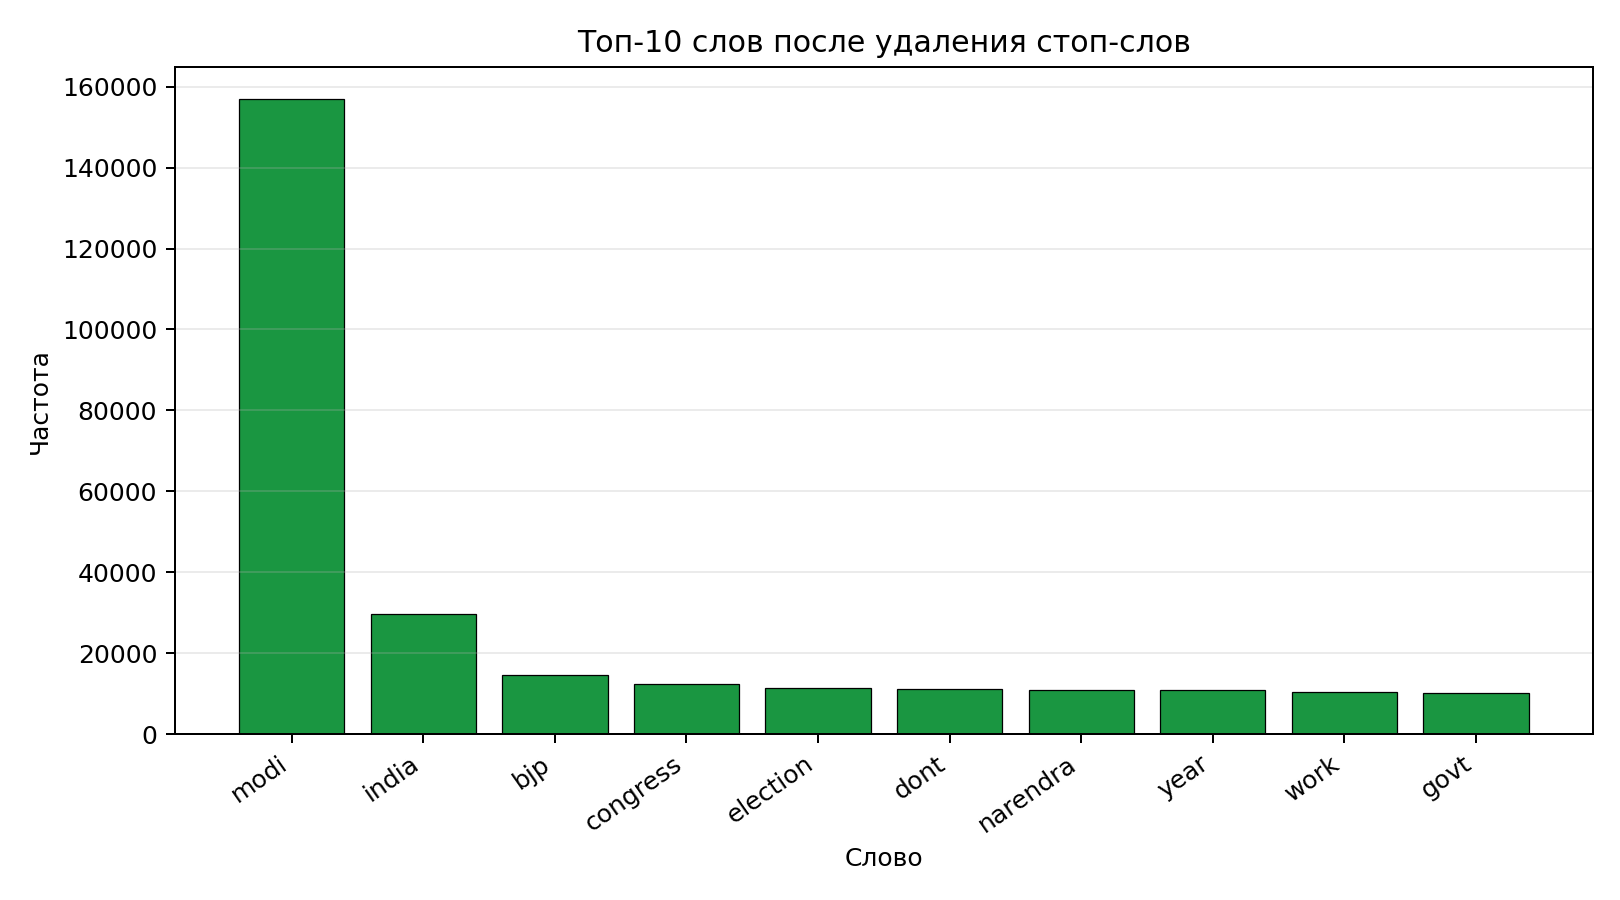 Топ-10 слов после удаления стоп-слов
160000
140000
120000
100000
80000
60000
40000
20000
0
Частота
modi
india
bjp
congress
election
dont
narendra
year
work
govt
Слово